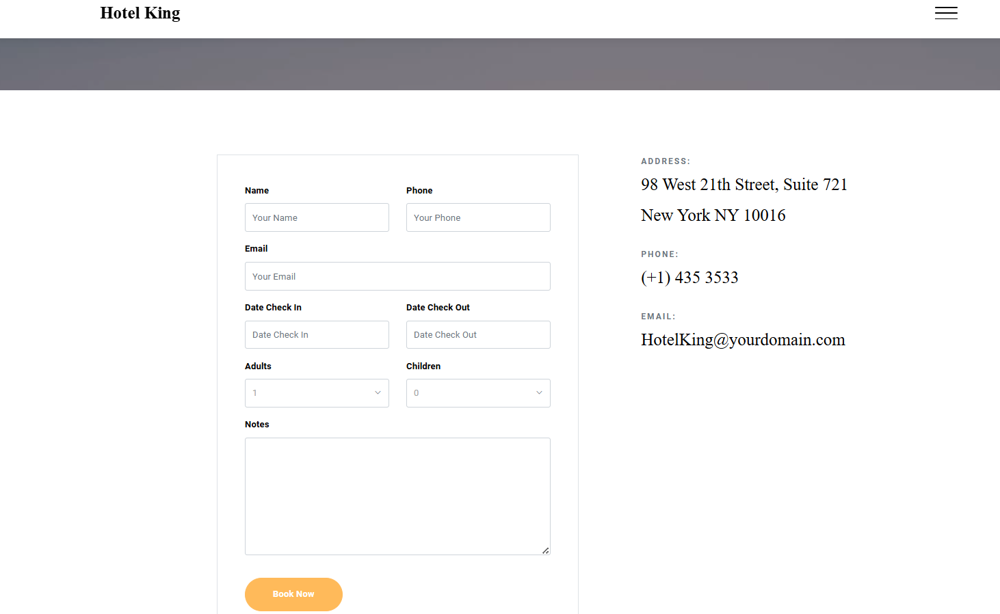 Hotel King
Name Phone
Your Name Your Phone
Email
Your Email
Date Check In Date Check Out
Date Check In Date Check Out
Adults Children
1 0
Notes
Book Now
ADDRESS:
98 West 21th Street, Suite 721
New York NY 10016
PHONE:
(+1) 435 3533
EMAIL:
HotelKing@yourdomain.com